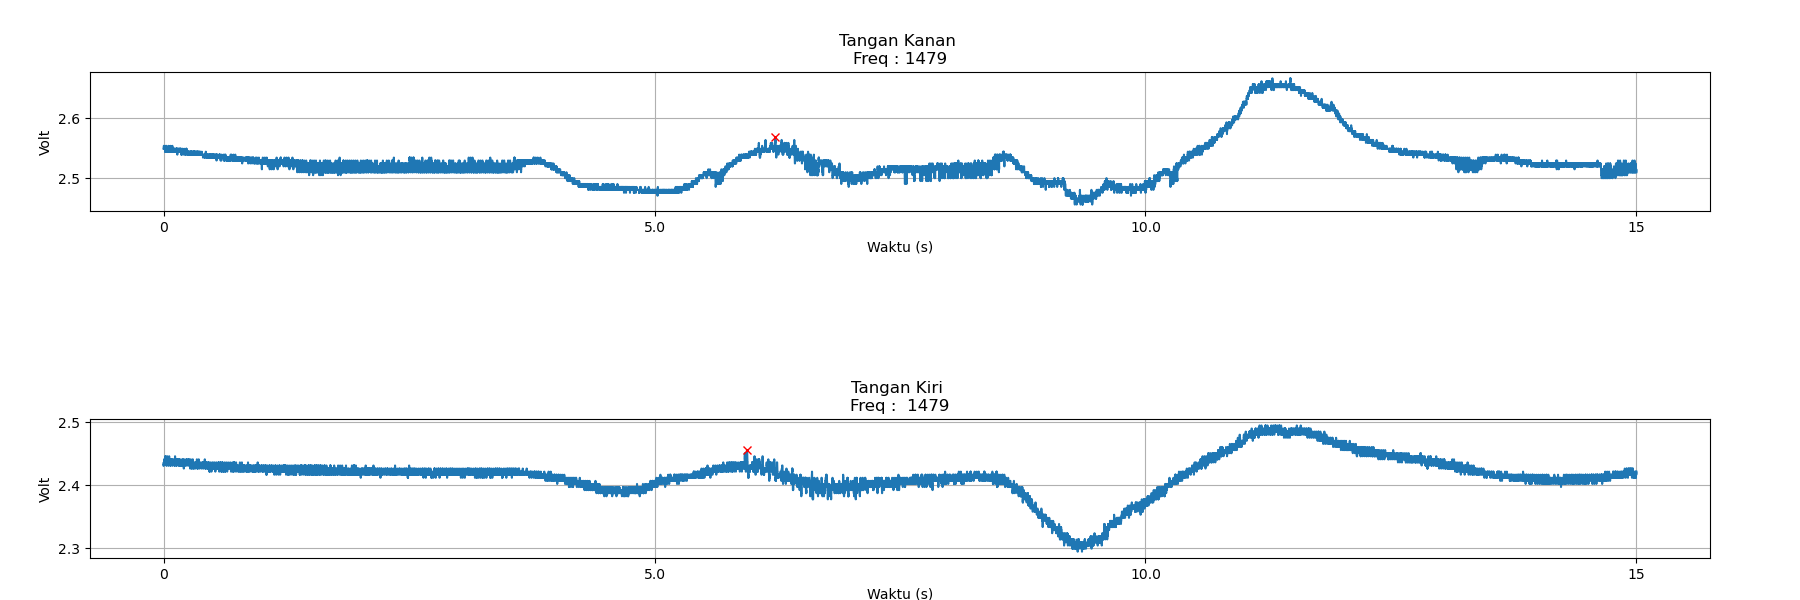 Tangan Kanan
Freq : 1479
Volt
2.6
2.5
0
5.0
10.0
15
Waktu (s)
Tangan Kiri
Freq :  1479
Volt
2.5
2.4
2.3
0
5.0
10.0
15
Waktu (s)